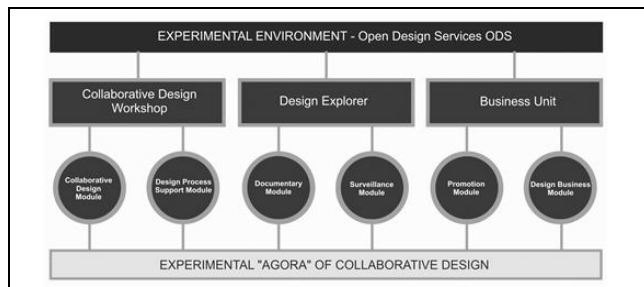 EXPERIMENTAL ENVIRONMENT - Open Design Services ODS
Collaborative Design
Workshop
Design Explorer
Business Unit
Collaborative
Design
Module
Design Process
Support Module
Documentary
Module
Surveillance
Module
Promotion
Module
Design Business
Module
EXPERIMENTAL "AGORA" OF COLLABORATIVE DESIGN